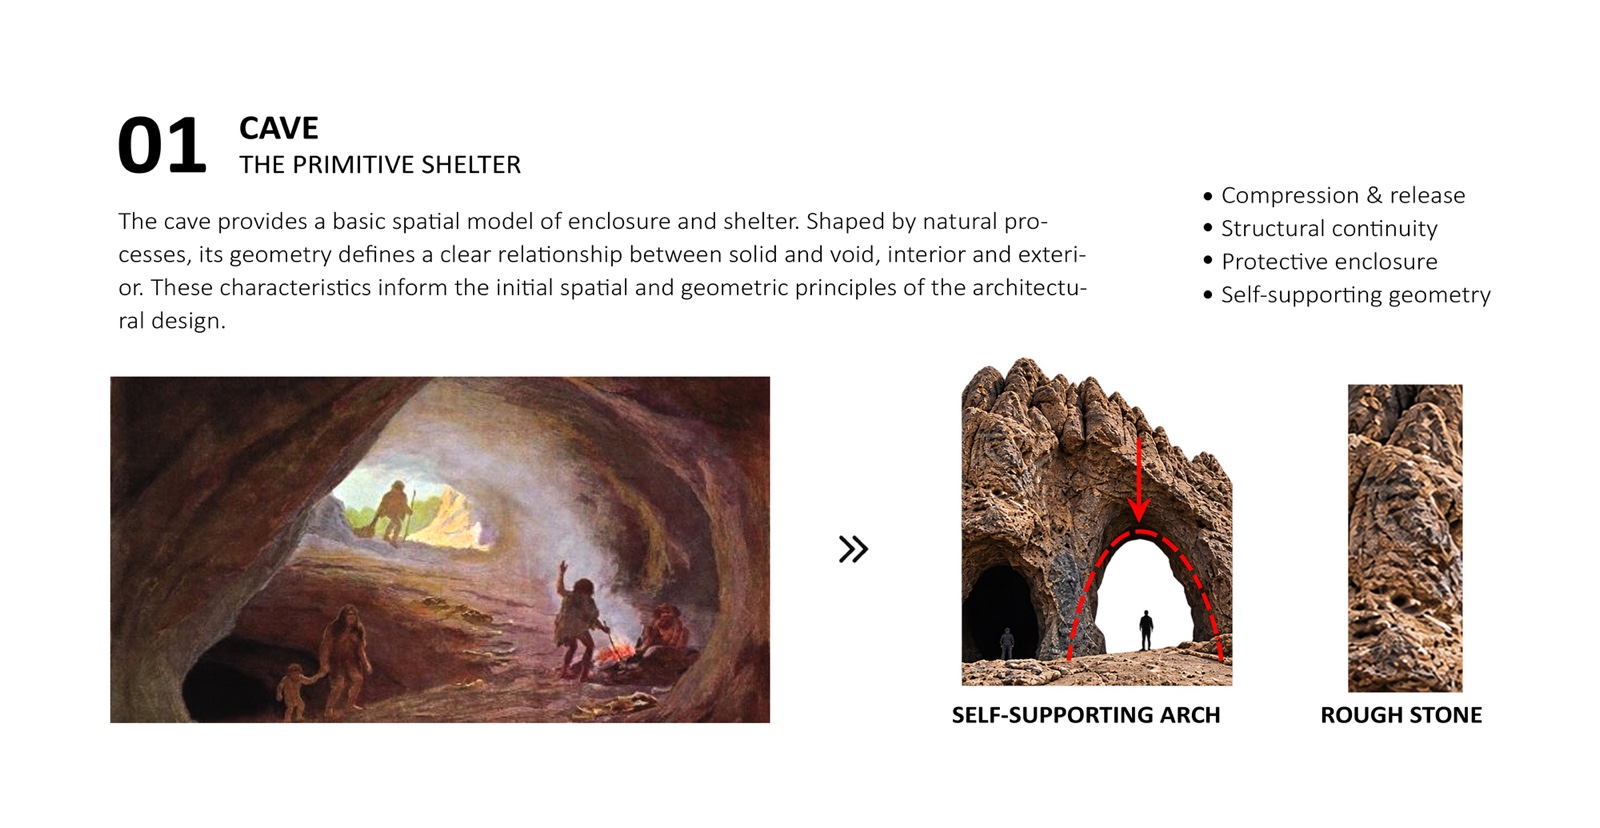 01
CAVE
THE PRIMITIVE SHELTER
The cave provides a basic spatial model of enclosure and shelter. Shaped by natural pro-
cesses, its geometry defines a clear relationship between solid and void, interior and exteri-
or. These characteristics inform the initial spatial and geometric principles of the architectu-
ral design.
• Compression & release
• Structural continuity
• Protective enclosure
• Self-supporting geometry
SELF-SUPPORTING ARCH
ROUGH STONE